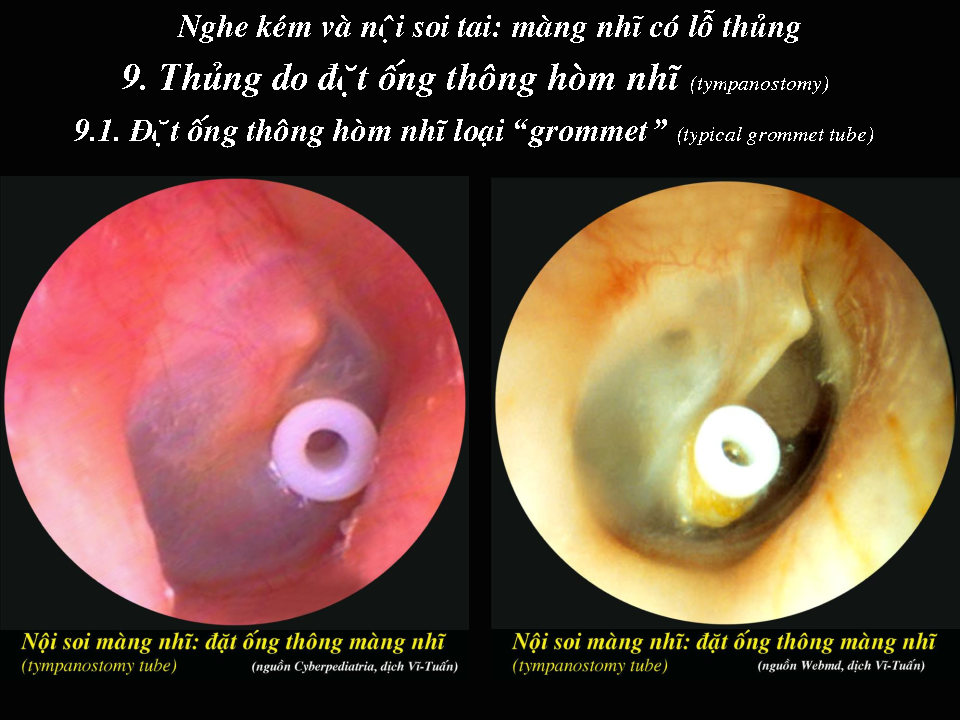 Nghe kém và nội soi tai: màng nhĩ có lỗ thủng
9. Thủng do đặt ống thông hòm nhĩ (tympanostomy)
9.1. Đặt ống thông hòm nhĩ loại “grommet” (typical grommet tube)
Nội soi màng nhĩ: đặt ống thông màng nhĩ
(tympanostomy tube) (nguồn Cyberpediatria, dịch Vĩ-Tuấn)
Nội soi màng nhĩ: đặt ống thông màng nhĩ
(tympanostomy tube) (nguồn Webmd, dịch Vĩ-Tuấn)